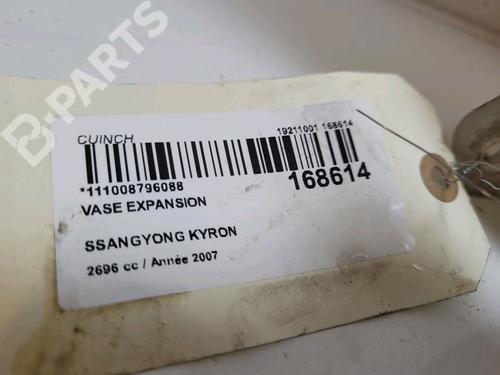 B-PARTS
CUINCH
19211001 168614
*111008796088
168614
VASE EXPANSION
SSANGYONG KYRON
2696 cc / Année 2007